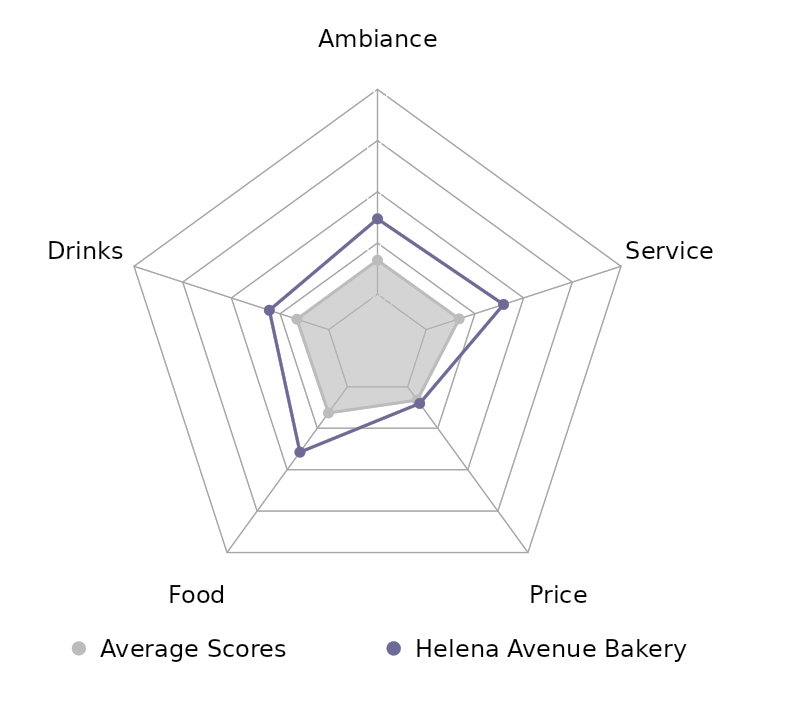 Ambiance
Drinks
Service
Food
Price
Average Scores
Helena Avenue Bakery